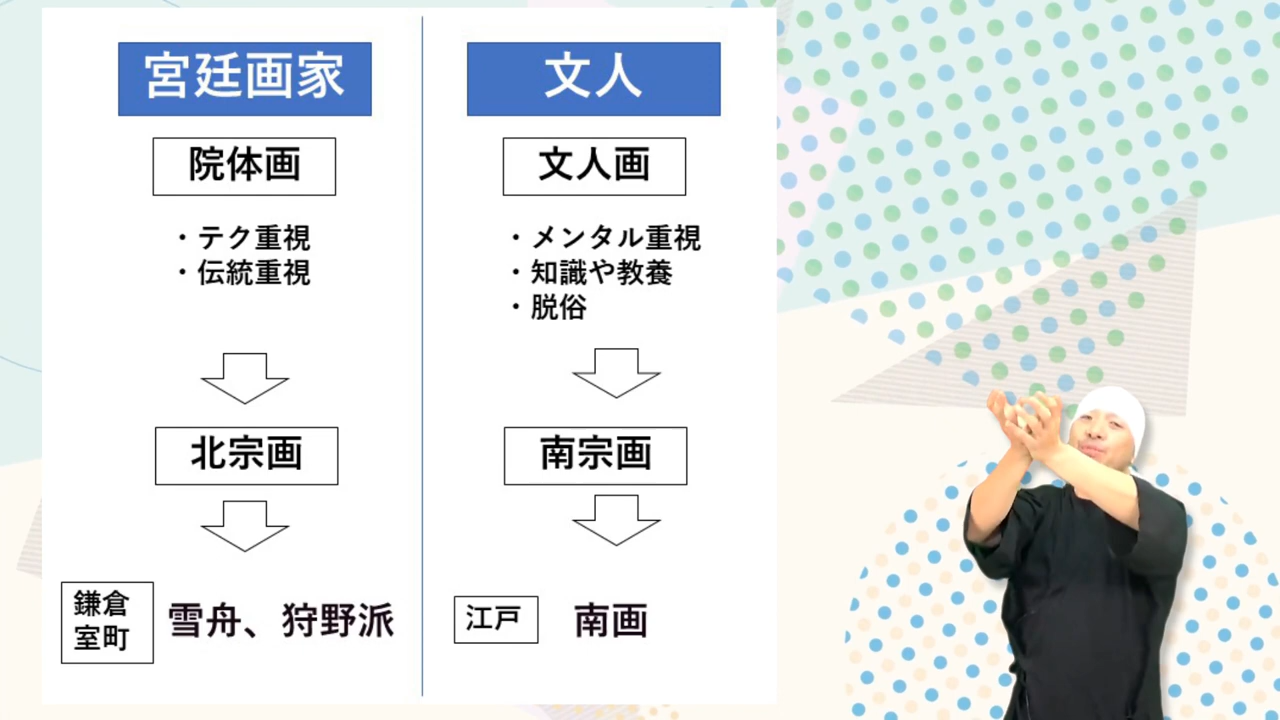 宮廷画家
院体画
・テク重視
・伝統重視
北宗画
鎌倉
室町
雪舟、狩野派
文人
文人画
・メンタル重視
・知識や教養
・脱俗
南宗画
江戸
南画